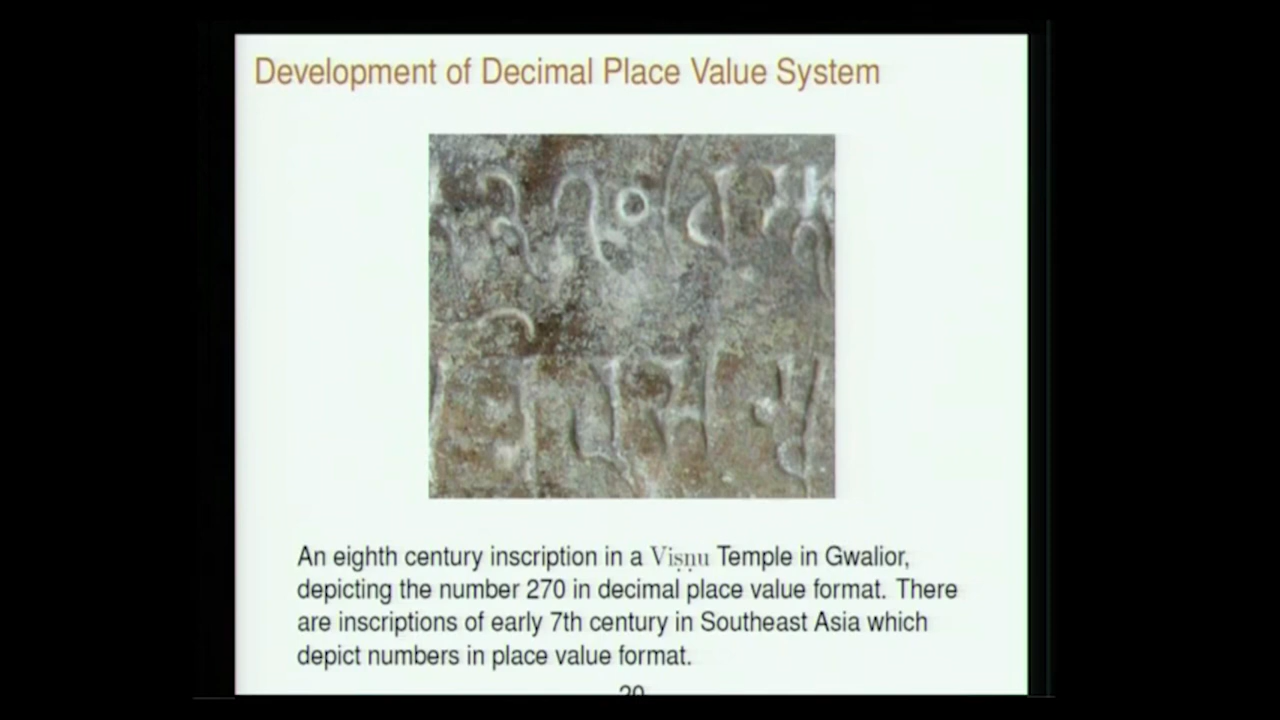 Development of Decimal Place Value System
२७०
An eighth century inscription in a Viṣṇu Temple in Gwalior,
depicting the number 270 in decimal place value format. There
are inscriptions of early 7th century in Southeast Asia which
depict numbers in place value format.
20